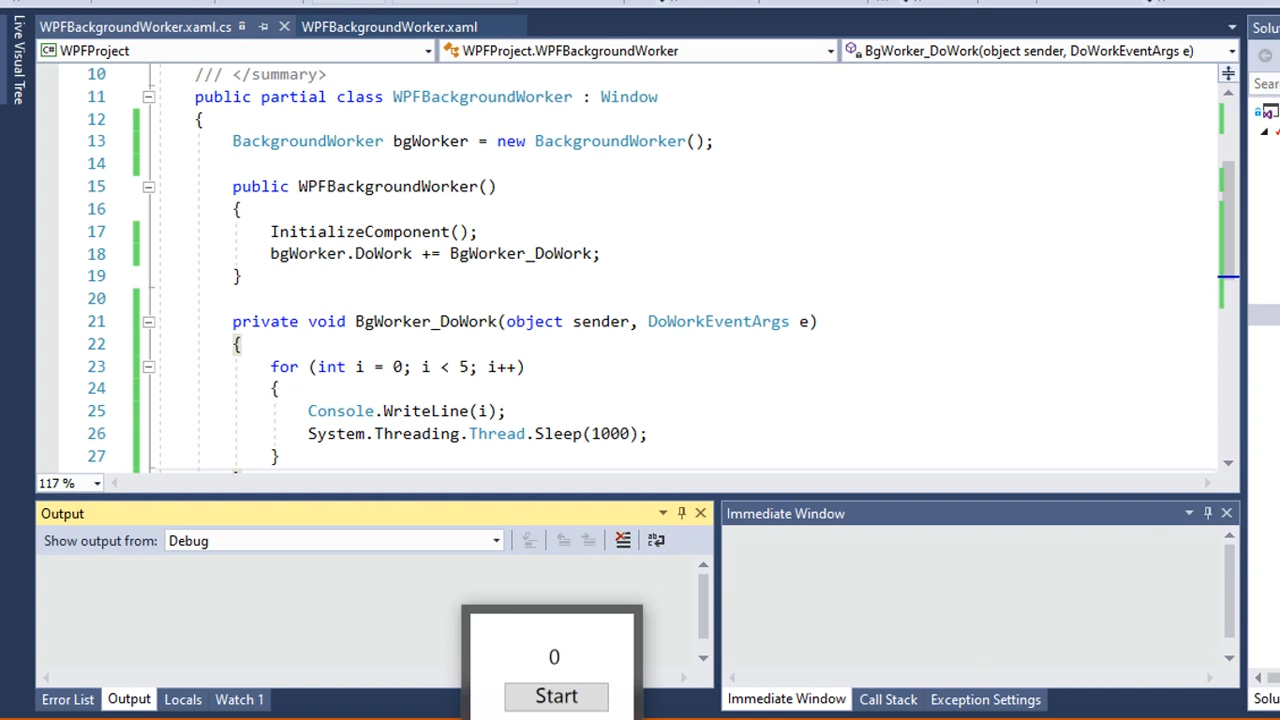 WPFBackgroundWorker.xaml.cs WPFBackgroundWorker.xaml
Live Visual Tree
WPFProject WPFProject.WPFBackgroundWorker BgWorker_DoWork(object sender, DoWorkEventArgs e)
10 /// </summary>
11 public partial class WPFBackgroundWorker : Window
12 {
13 BackgroundWorker bgWorker = new BackgroundWorker();
14
15 public WPFBackgroundWorker()
16 {
17 InitializeComponent();
18 bgWorker.DoWork += BgWorker_DoWork;
19 }
20
21 private void BgWorker_DoWork(object sender, DoWorkEventArgs e)
22 {
23 for (int i = 0; i < 5; i++)
24 {
25 Console.WriteLine(i);
26 System.Threading.Thread.Sleep(1000);
27 }
117 %
Output
Show output from: Debug
0
Start
Error List Output Locals Watch 1
Immediate Window
Immediate Window Call Stack Exception Settings
Solu
Sear
Solu